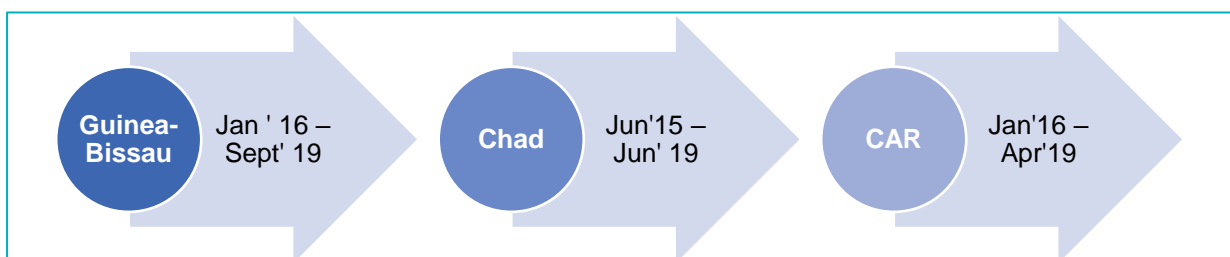 Guinea-
Bissau
Jan ' 16 –
Sept' 19
Chad
Jun'15 –
Jun' 19
CAR
Jan'16 –
Apr'19